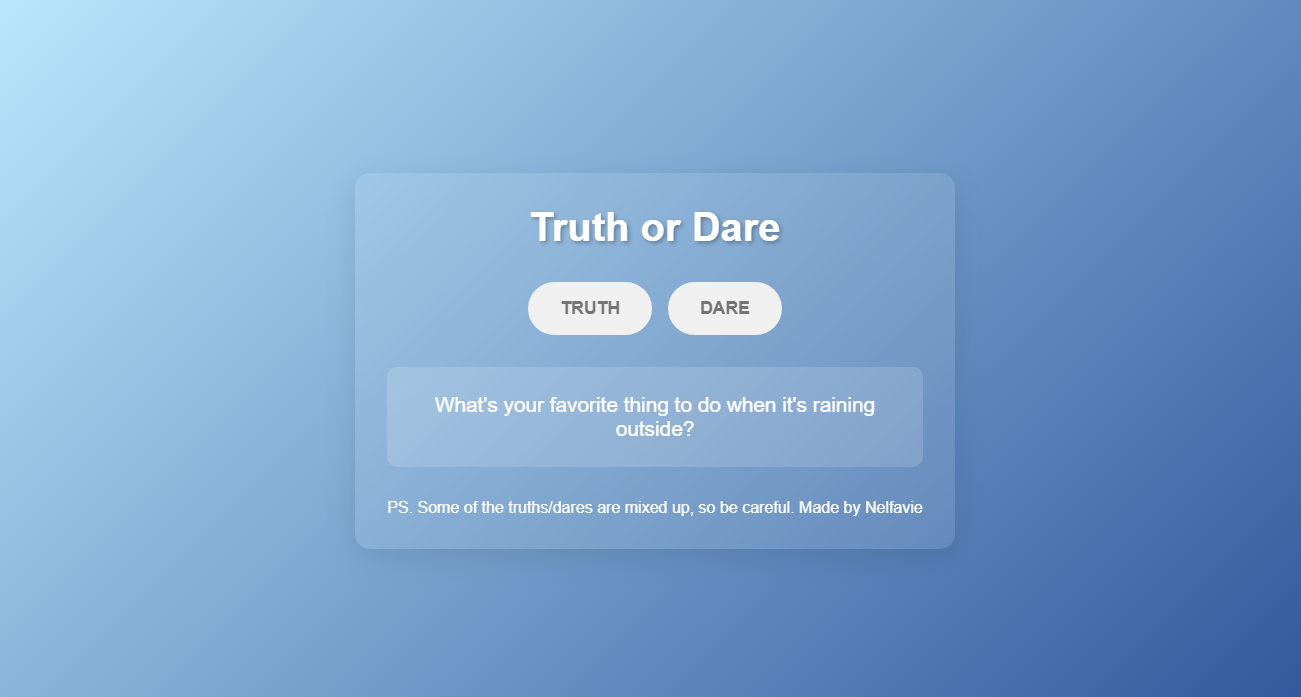 Truth or Dare
TRUTH
DARE
What's your favorite thing to do when it's raining
outside?
PS. Some of the truths/dares are mixed up, so be careful. Made by Nelfavie